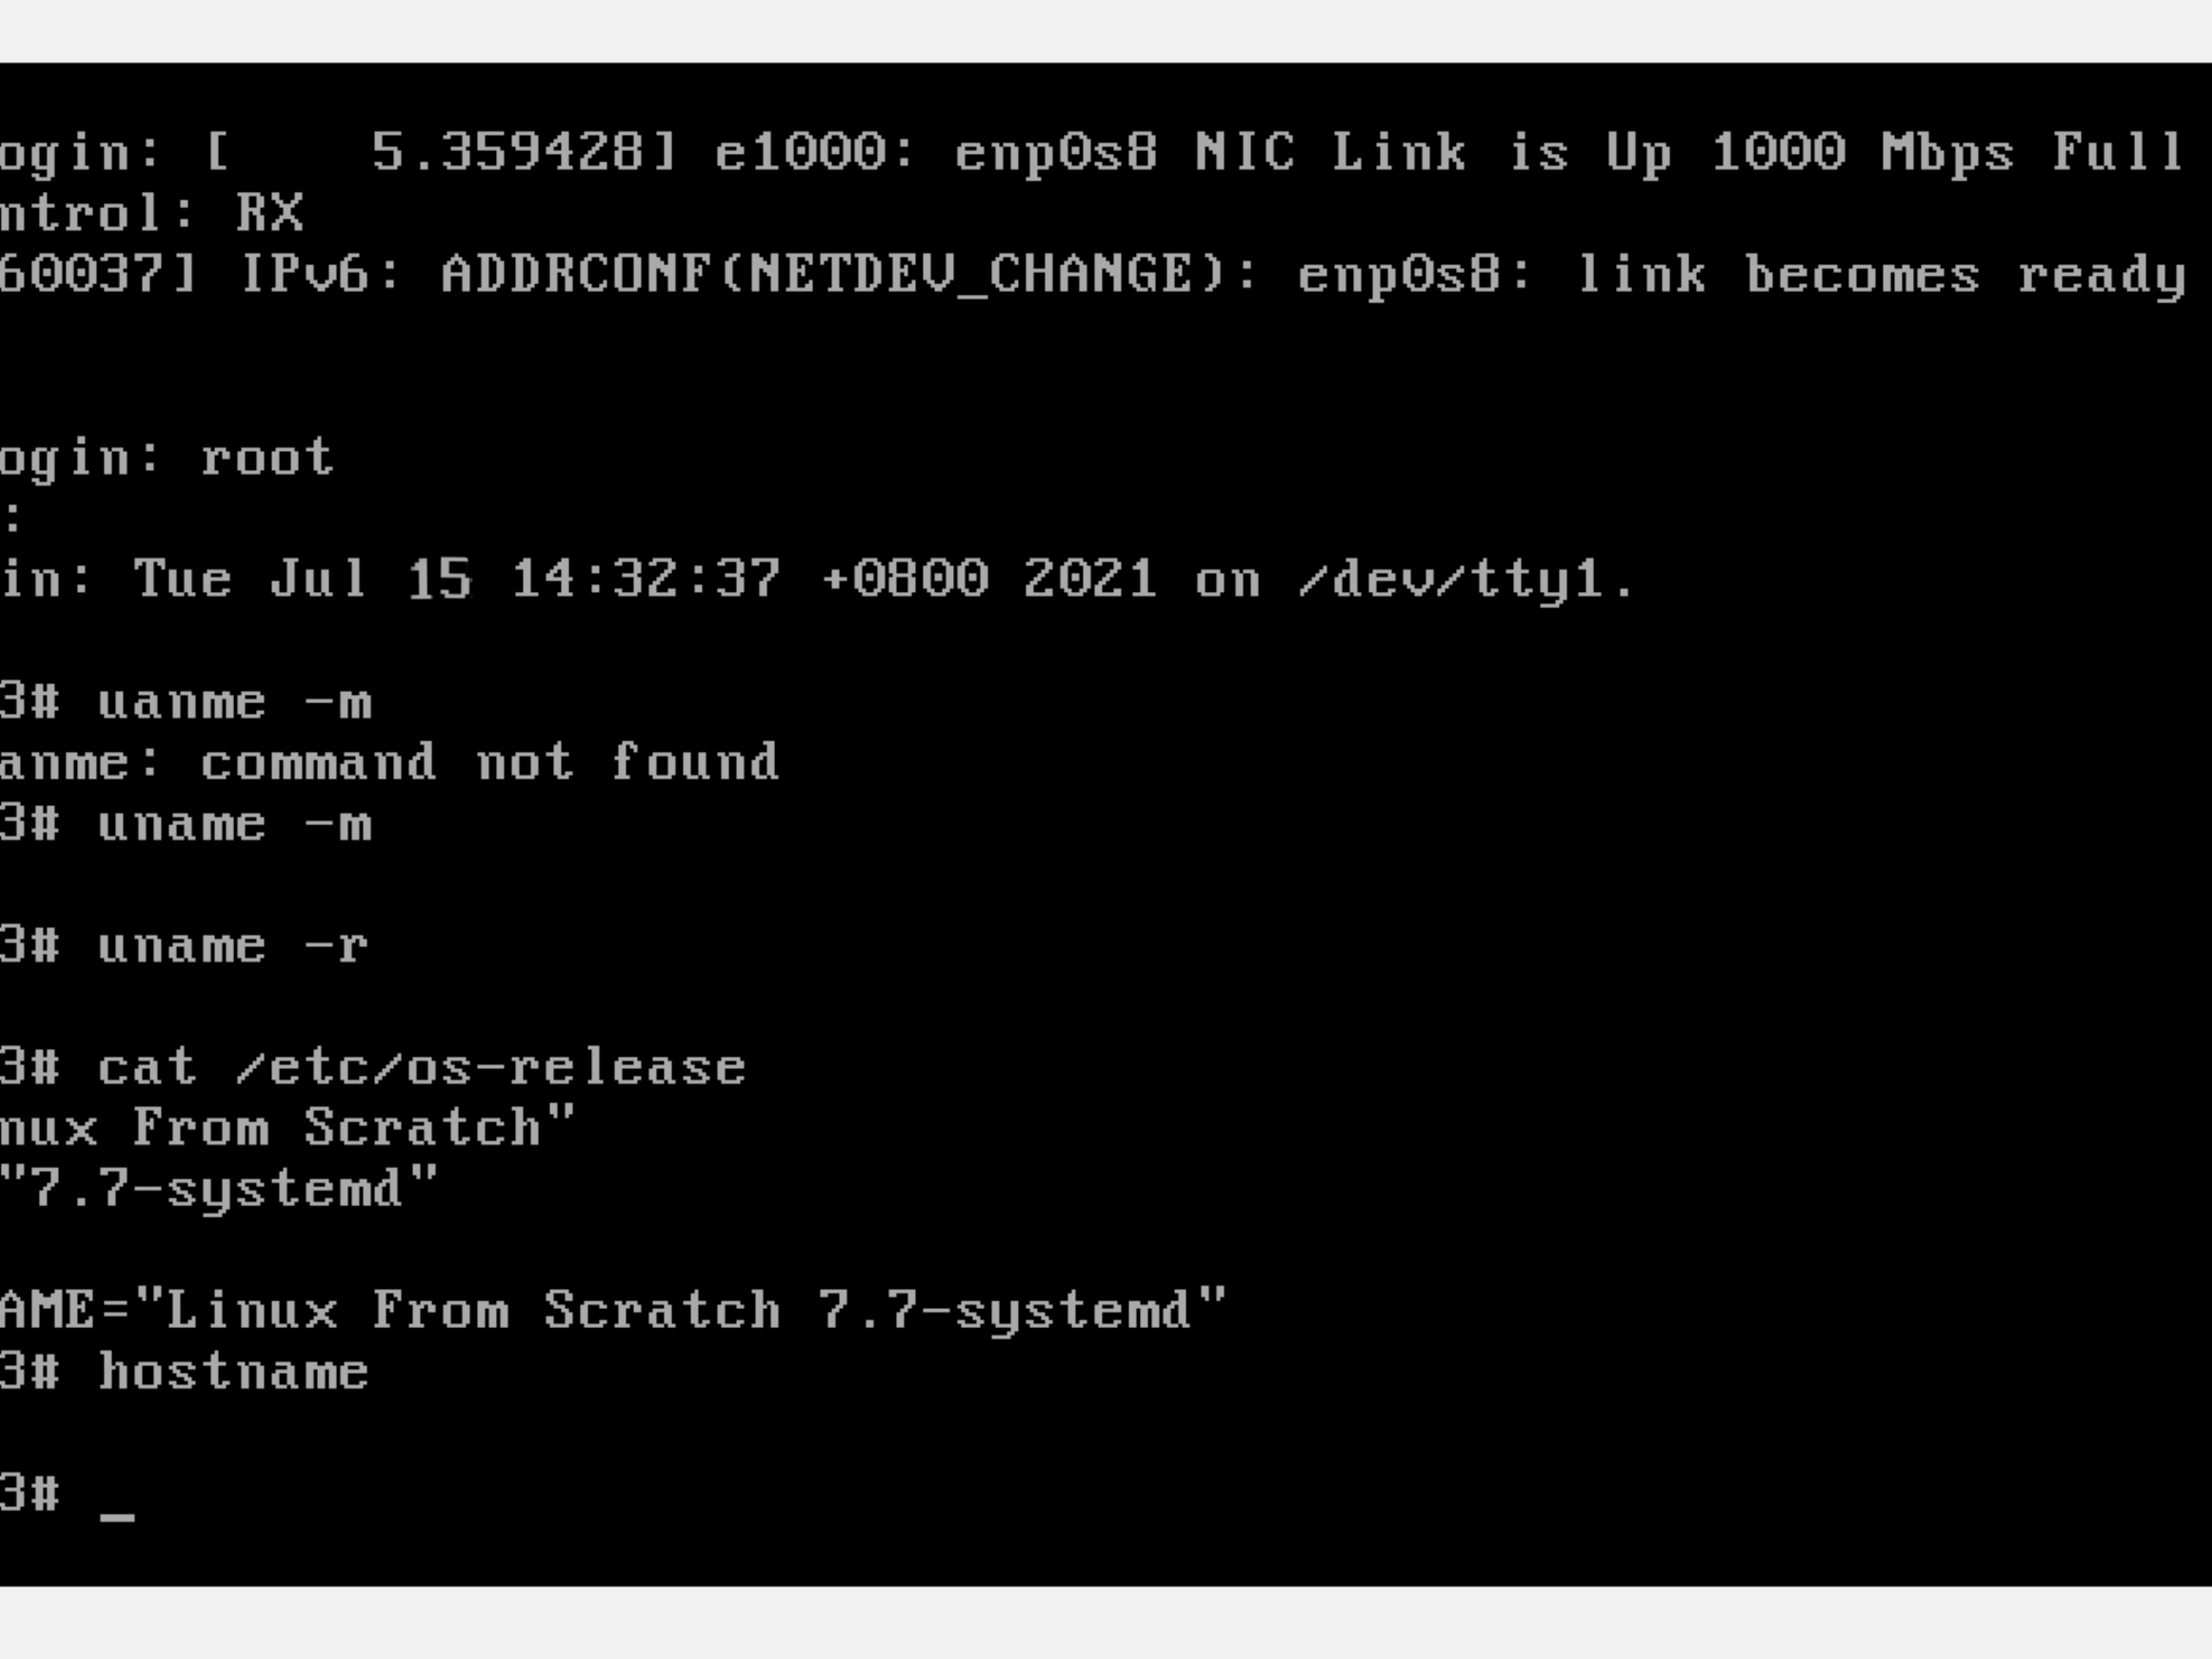 ogin: [    5.359428] e1000: enp0s8 NIC Link is Up 1000 Mbps Full
ntrol: RX
60037] IPv6: ADDRCONF(NETDEV_CHANGE): enp0s8: link becomes ready
ogin: root
:
in: Tue Jul 15 14:32:37 +0800 2021 on /dev/tty1.
3# uanme -m
anme: command not found
3# uname -m
3# uname -r
3# cat /etc/os-release
nux From Scratch"
"7.7-systemd"
AME="Linux From Scratch 7.7-systemd"
3# hostname
3# _